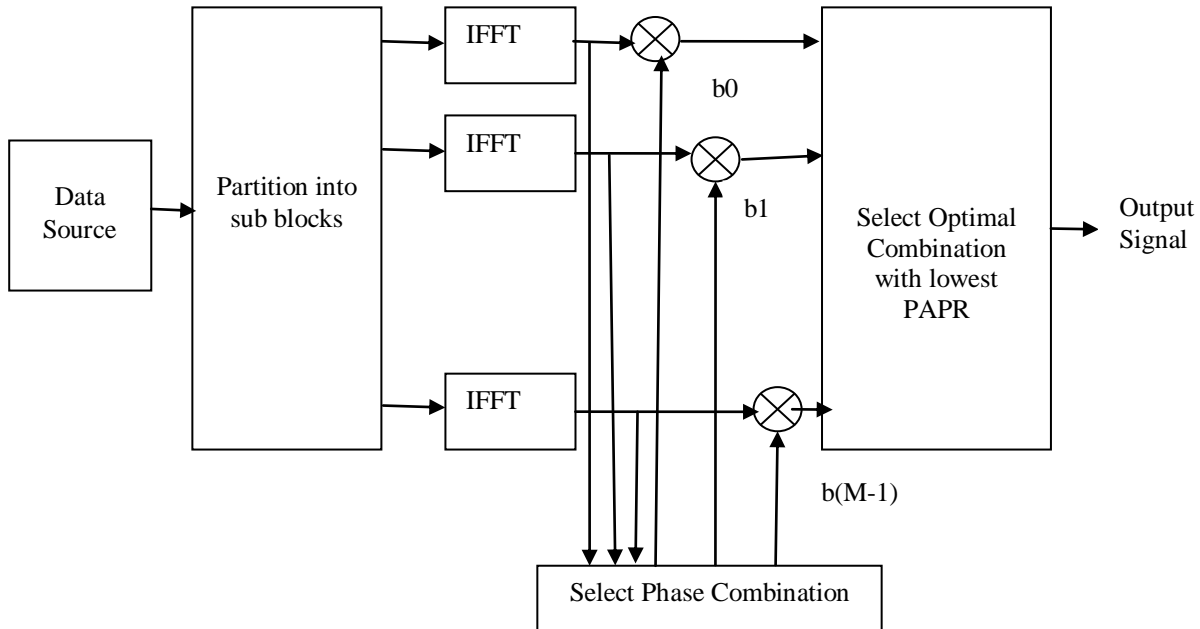 Data
Source
Partition into
sub blocks
IFFT
IFFT
IFFT
b0
b1
b(M-1)
Select Phase Combination
Select Optimal
Combination
with lowest
PAPR
Output
Signal